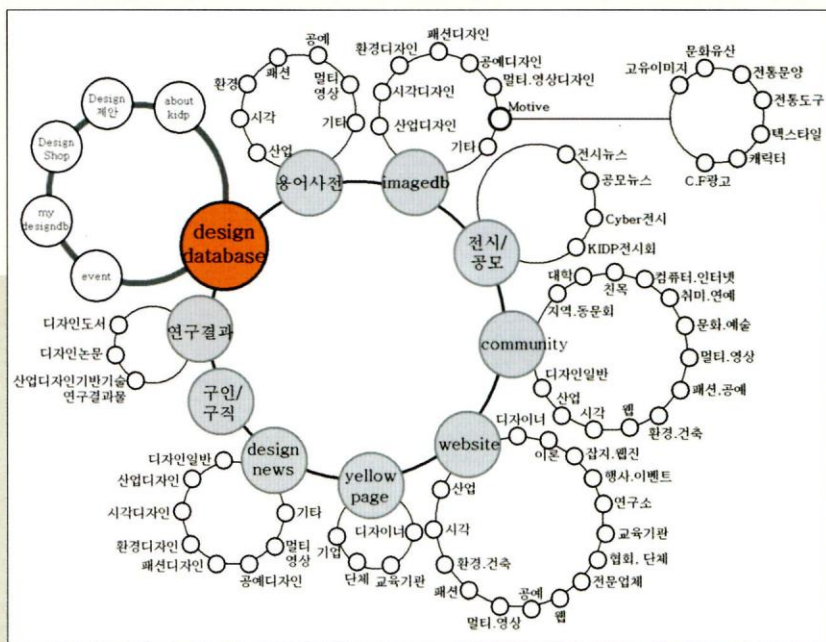 Design
제안
about
kidp
Design
Shop
my
designdb
event
design
database
용어사전
산업
시각
환경
패션
공예
멀티
영상
기타
imagedb
산업디자인
시각디자인
환경디자인
패션디자인
공예디자인
멀티.영상디자인
Motive
기타
고유이미지
문화유산
전통문양
전통도구
텍스타일
캐릭터
C.F광고
전시/
공모
전시뉴스
공모뉴스
Cyber전시
KIDP전시회
community
지역.동문회
대학
친목
컴퓨터.인터넷
취미.연예
문화.예술
멀티.영상
패션.공예
환경.건축
웹
시각
산업
디자인일반
website
디자이너
이론
잡지.웹진
행사.이벤트
연구소
교육기관
협회. 단체
전문업체
웹
공예
멀티.영상
패션
환경.건축
시각
산업
yellow
page
디자이너
교육기관
단체
기업
design
news
디자인일반
산업디자인
시각디자인
환경디자인
패션디자인
공예디자인
멀티
영상
기타
구인/
구직
연구결과
디자인도서
디자인논문
산업디자인기반기술
연구결과물